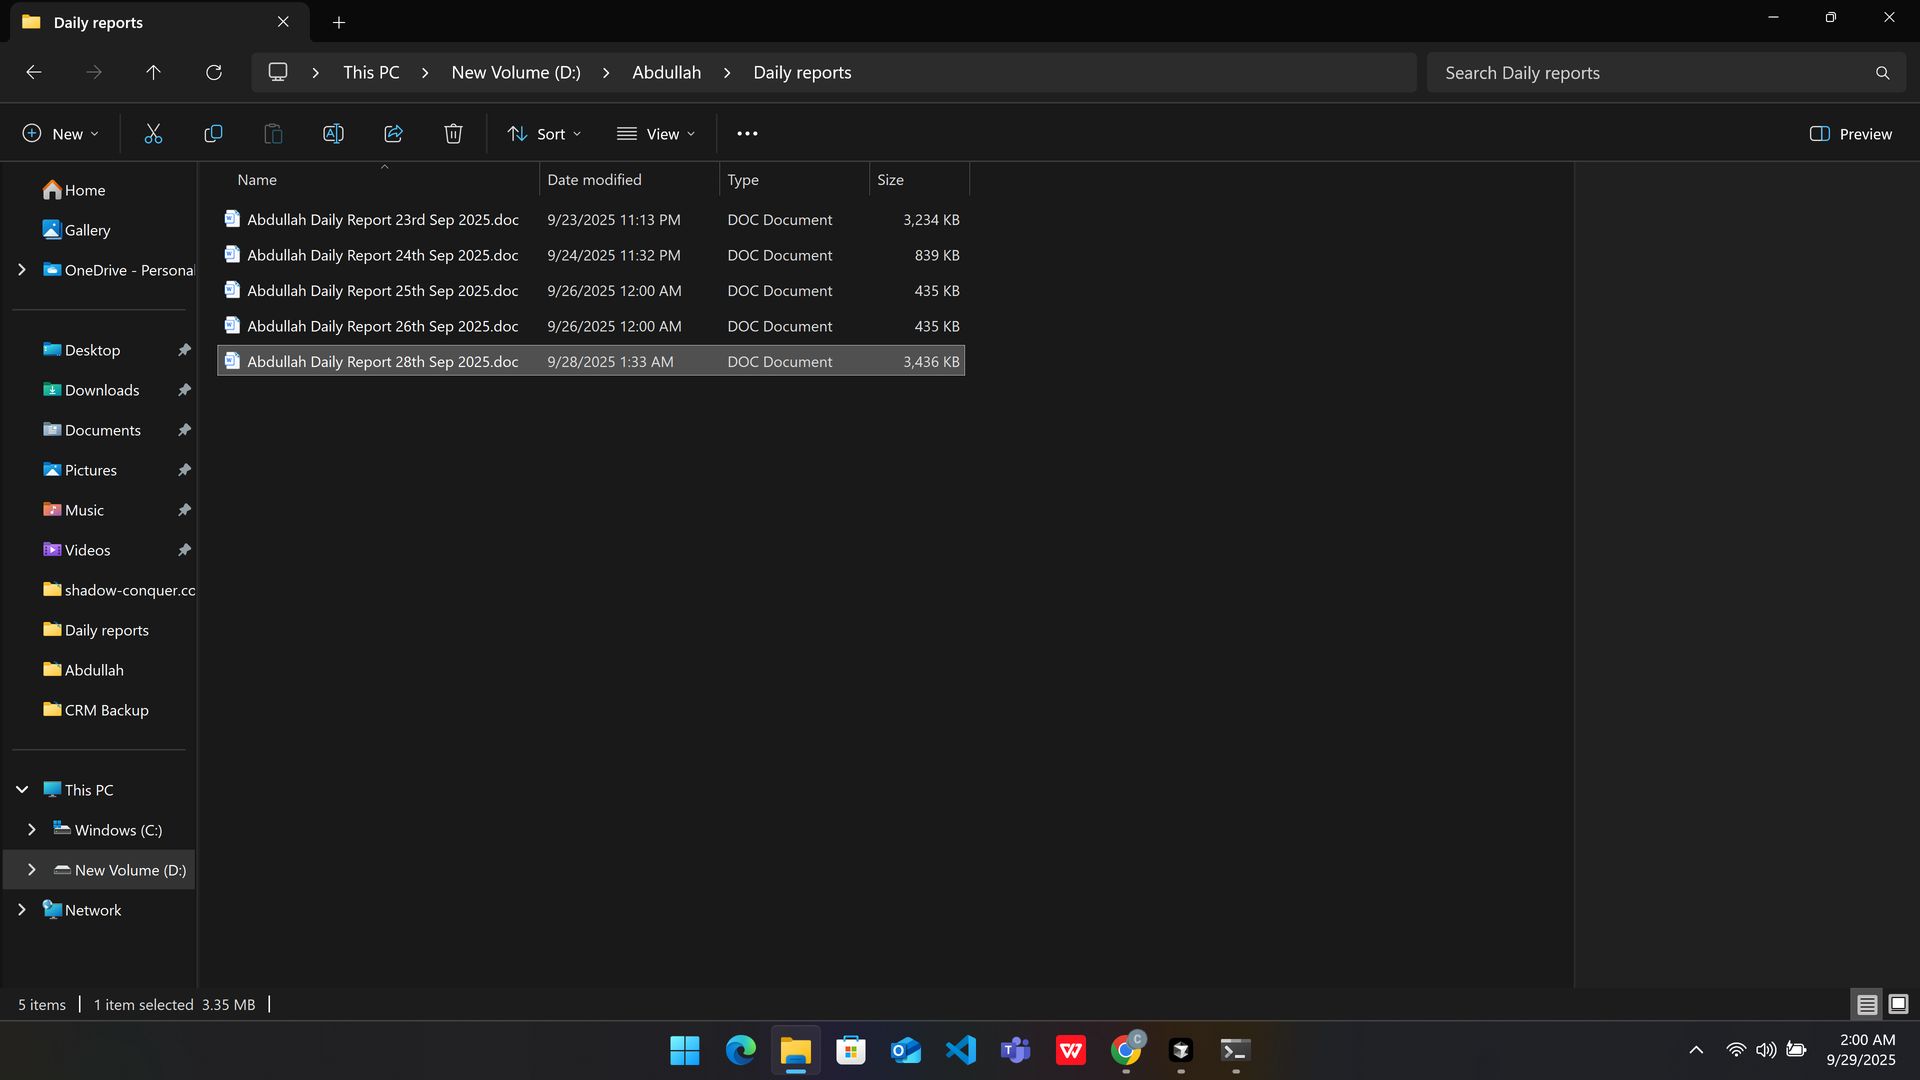 Daily reports
This PC > New Volume (D:) > Abdullah > Daily reports
Search Daily reports
New
Sort
View
Preview
Name Date modified Type Size
Abdullah Daily Report 23rd Sep 2025.doc 9/23/2025 11:13 PM DOC Document 3,234 KB
Abdullah Daily Report 24th Sep 2025.doc 9/24/2025 11:32 PM DOC Document 839 KB
Abdullah Daily Report 25th Sep 2025.doc 9/26/2025 12:00 AM DOC Document 435 KB
Abdullah Daily Report 26th Sep 2025.doc 9/26/2025 12:00 AM DOC Document 435 KB
Abdullah Daily Report 28th Sep 2025.doc 9/28/2025 1:33 AM DOC Document 3,436 KB
Home
Gallery
OneDrive - Personal
Desktop
Downloads
Documents
Pictures
Music
Videos
shadow-conquer.co
Daily reports
Abdullah
CRM Backup
This PC
Windows (C:)
New Volume (D:)
Network
5 items
1 item selected 3.35 MB
C
2:00 AM
9/29/2025